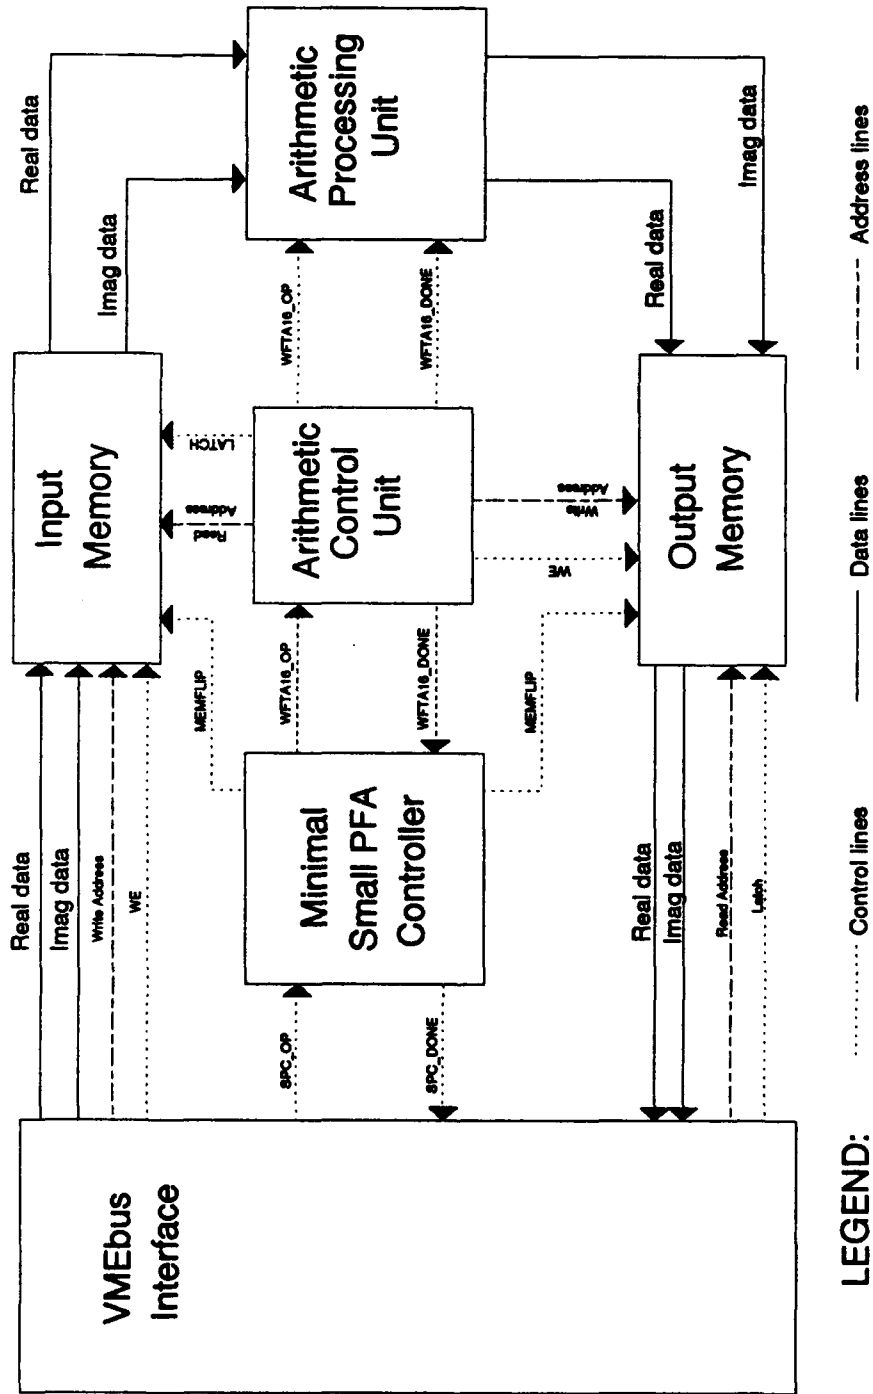 VMEbus
Interface
Real data
Imag data
Write Address
WE
SPC_OP
SPC_DONE
Real data
Imag data
Read Address
Latch
Minimal
Small PFA
Controller
MEMFLIP
WFTA16_OP
WFTA16_DONE
MEMFLIP
Input
Memory
Read
Address
LATCH
Arithmetic
Control
Unit
WE
Write
Address
Output
Memory
Real data
Imag data
WFTA16_OP
WFTA16_DONE
Real data
Imag data
Arithmetic
Processing
Unit
LEGEND:
Control lines
Data lines
Address lines